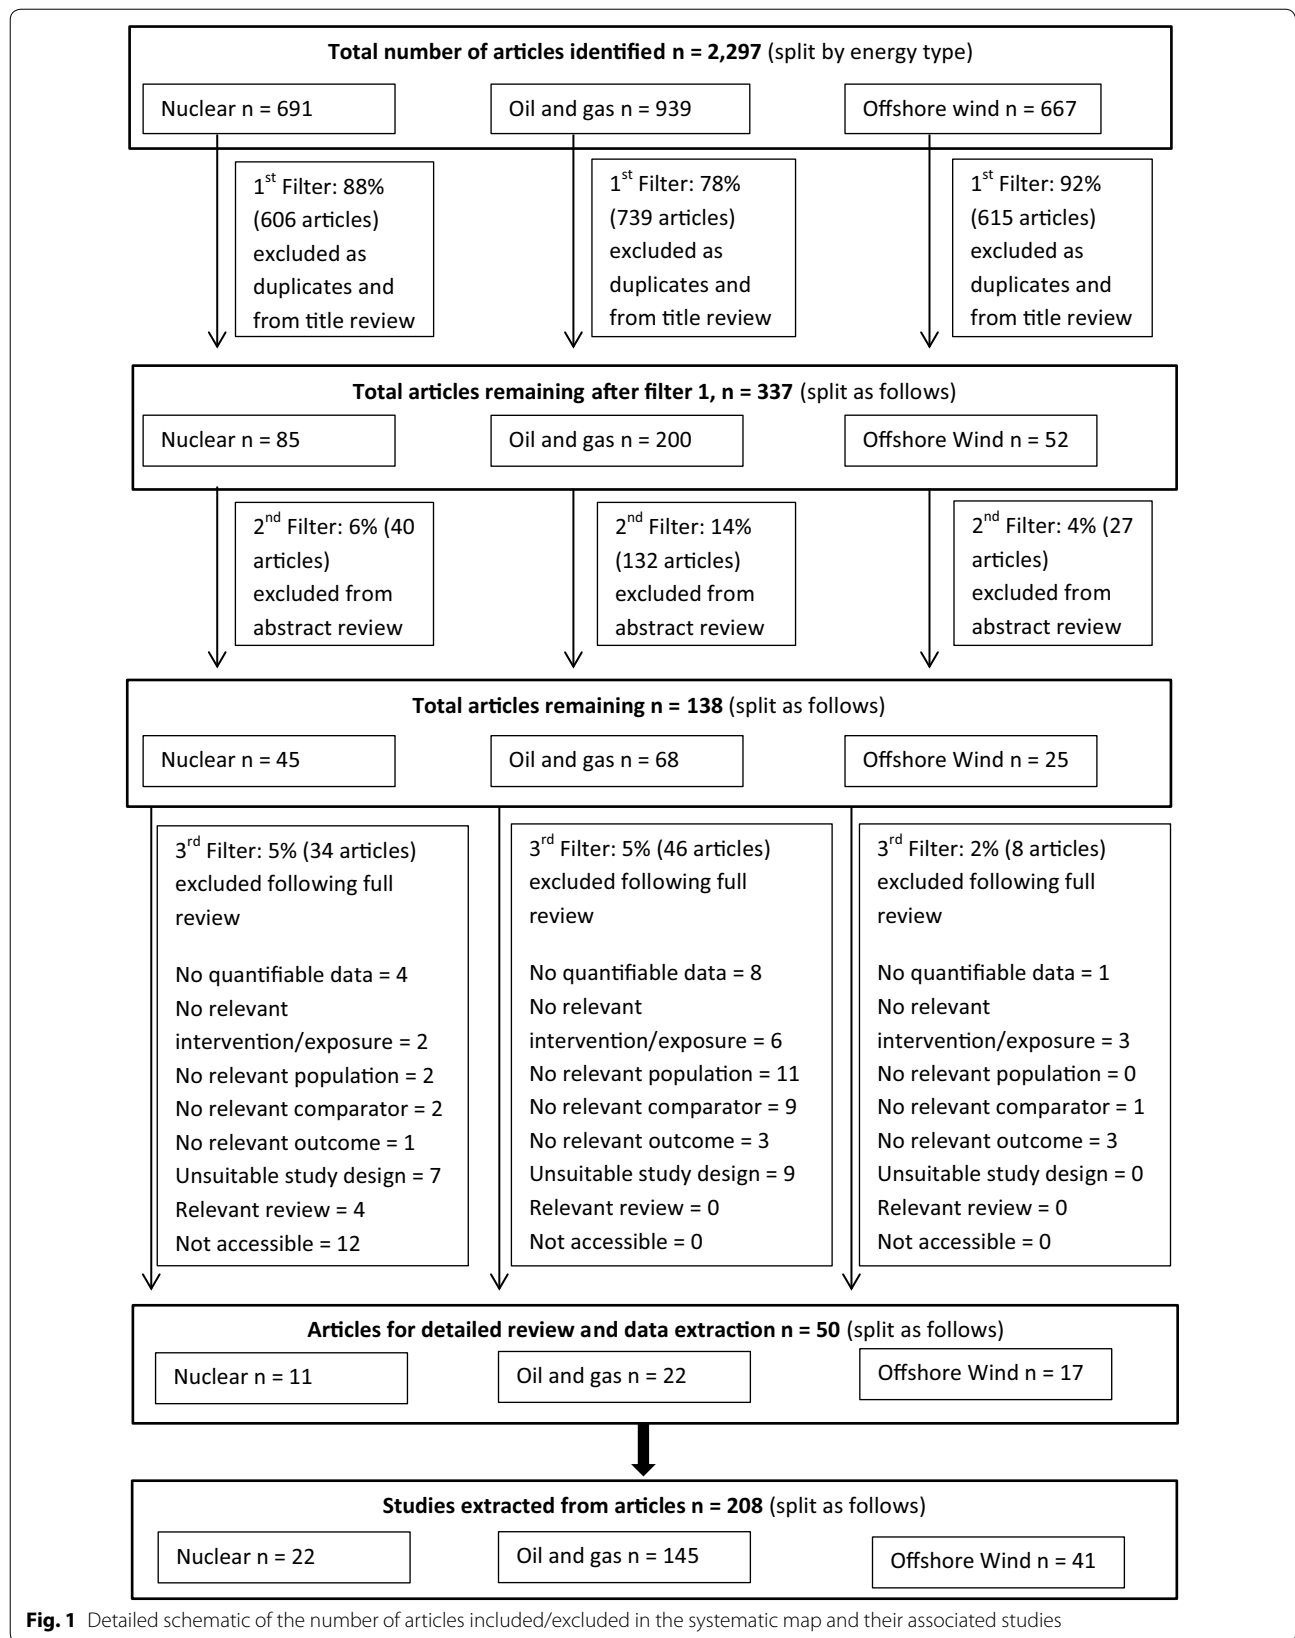 Total number of articles identified n = 2,297 (split by energy type)
Nuclear n = 691
Oil and gas n = 939
Offshore wind n = 667
1st Filter: 88%
(606 articles)
excluded as
duplicates and
from title review
1st Filter: 78%
(739 articles)
excluded as
duplicates and
from title review
1st Filter: 92%
(615 articles)
excluded as
duplicates and
from title review
Total articles remaining after filter 1, n = 337 (split as follows)
Nuclear n = 85
Oil and gas n = 200
Offshore Wind n = 52
2nd Filter: 6% (40
articles)
excluded from
abstract review
2nd Filter: 14%
(132 articles)
excluded from
abstract review
2nd Filter: 4% (27
articles)
excluded from
abstract review
Total articles remaining n = 138 (split as follows)
Nuclear n = 45
Oil and gas n = 68
Offshore Wind n = 25
3rd Filter: 5% (34 articles)
excluded following full
review
No quantifiable data = 4
No relevant
intervention/exposure = 2
No relevant population = 2
No relevant comparator = 2
No relevant outcome = 1
Unsuitable study design = 7
Relevant review = 4
Not accessible = 12
3rd Filter: 5% (46 articles)
excluded following full
review
No quantifiable data = 8
No relevant
intervention/exposure = 6
No relevant population = 11
No relevant comparator = 9
No relevant outcome = 3
Unsuitable study design = 9
Relevant review = 0
Not accessible = 0
3rd Filter: 2% (8 articles)
excluded following full
review
No quantifiable data = 1
No relevant
intervention/exposure = 3
No relevant population = 0
No relevant comparator = 1
No relevant outcome = 3
Unsuitable study design = 0
Relevant review = 0
Not accessible = 0
Articles for detailed review and data extraction n = 50 (split as follows)
Nuclear n = 11
Oil and gas n = 22
Offshore Wind n = 17
Studies extracted from articles n = 208 (split as follows)
Nuclear n = 22
Oil and gas n = 145
Offshore Wind n = 41
Fig. 1 Detailed schematic of the number of articles included/excluded in the systematic map and their associated studies